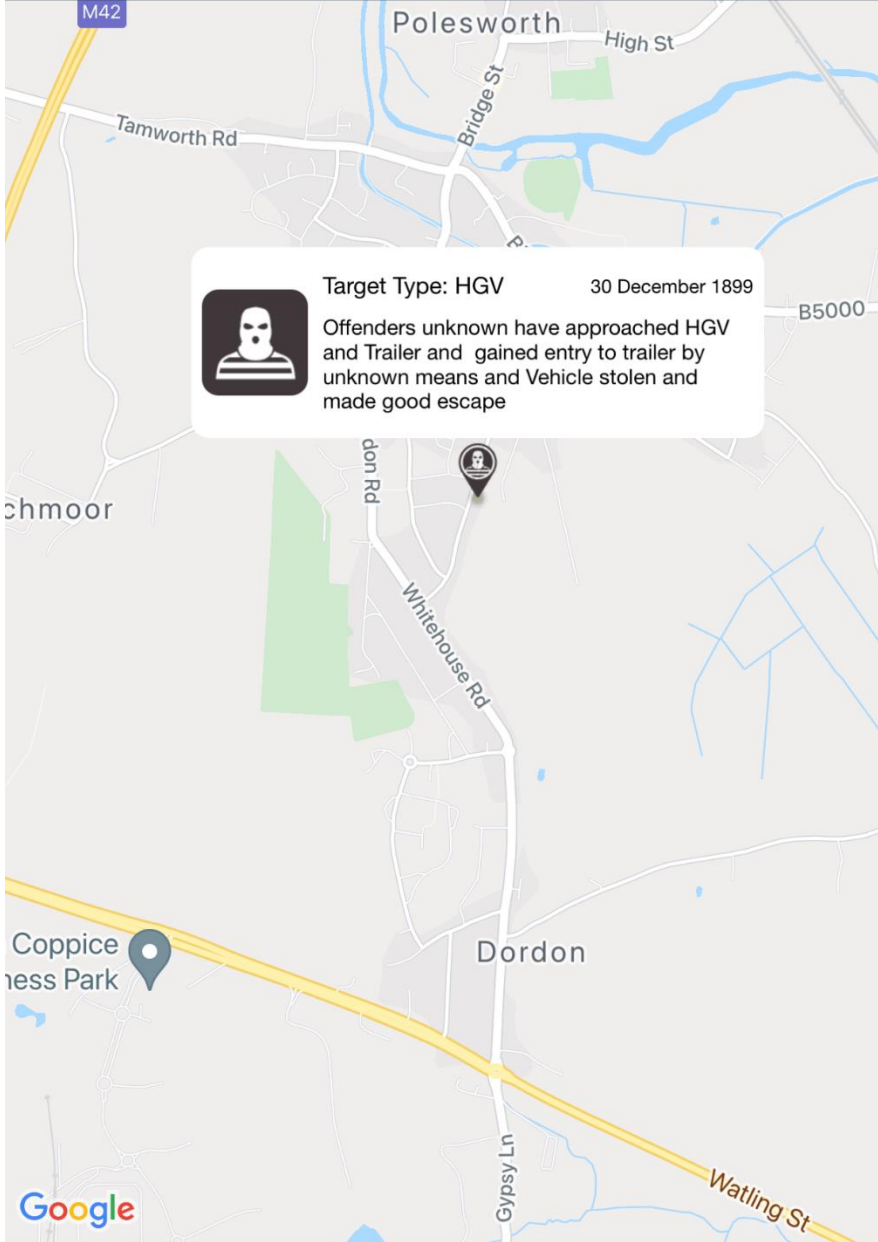 M42
Polesworth
High St
Bridge St
Tamworth Rd
B
Target Type: HGV
30 December 1899
B5000
Offenders unknown have approached HGV
and Trailer and  gained entry to trailer by
unknown means and Vehicle stolen and
made good escape
don Rd
chmoor
Whitehouse Rd
Coppice
ness Park
Dordon
Gypsy Ln
Watling St
Google